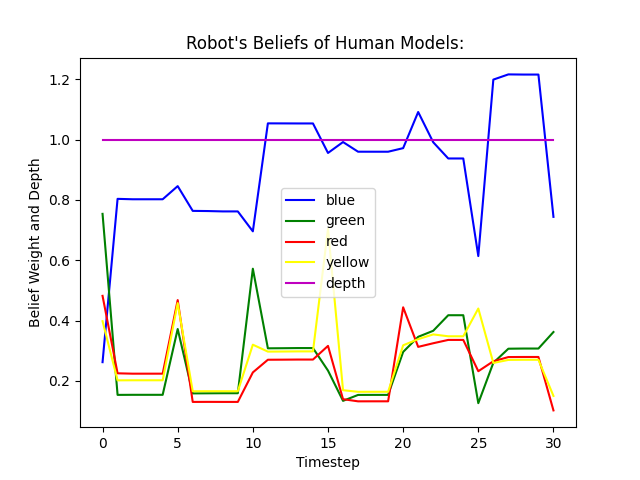 Robot's Beliefs of Human Models:
Belief Weight and Depth
1.2
1.0
0.8
0.6
0.4
0.2
blue
green
red
yellow
depth
0 5 10 15 20 25 30
Timestep